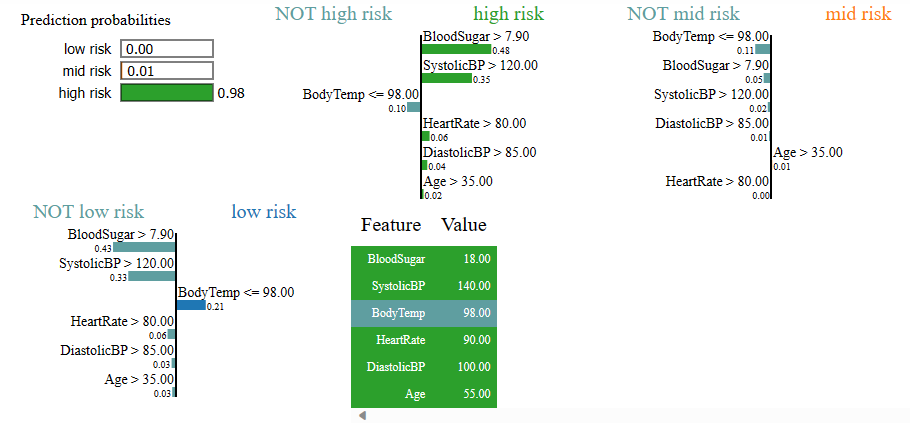 Prediction probabilities
low risk 0.00
mid risk 0.01
high risk 0.98
NOT high risk high risk
BloodSugar > 7.90
0.48
SystolicBP > 120.00
0.35
BodyTemp <= 98.00
0.10
HeartRate > 80.00
0.06
DiastolicBP > 85.00
0.04
Age > 35.00
0.02
NOT mid risk mid risk
BodyTemp <= 98.00
0.11
BloodSugar > 7.90
0.05
SystolicBP > 120.00
0.02
DiastolicBP > 85.00
0.01
Age > 35.00
0.01
HeartRate > 80.00
0.00
NOT low risk low risk
BloodSugar > 7.90
0.43
SystolicBP > 120.00
0.33
BodyTemp <= 98.00
0.21
HeartRate > 80.00
0.06
DiastolicBP > 85.00
0.03
Age > 35.00
0.03
Feature Value
BloodSugar 18.00
SystolicBP 140.00
BodyTemp 98.00
HeartRate 90.00
DiastolicBP 100.00
Age 55.00